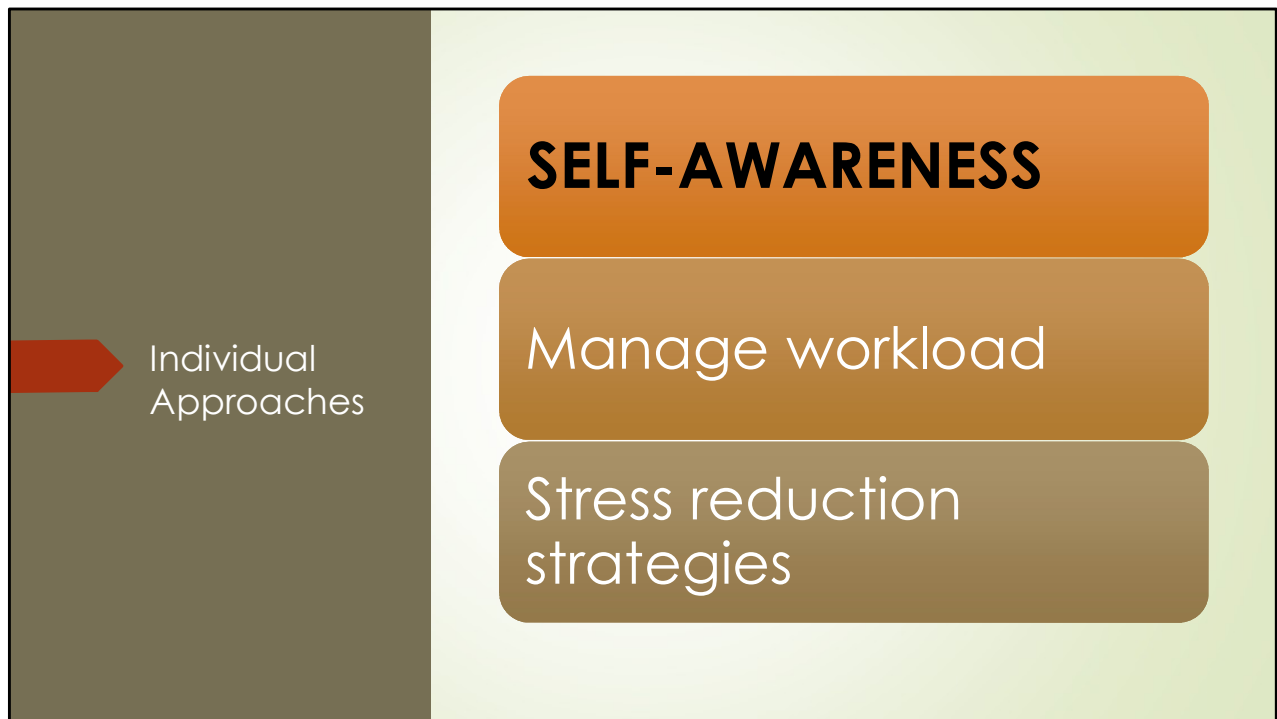 Individual
Approaches
SELF-AWARENESS
Manage workload
Stress reduction
strategies